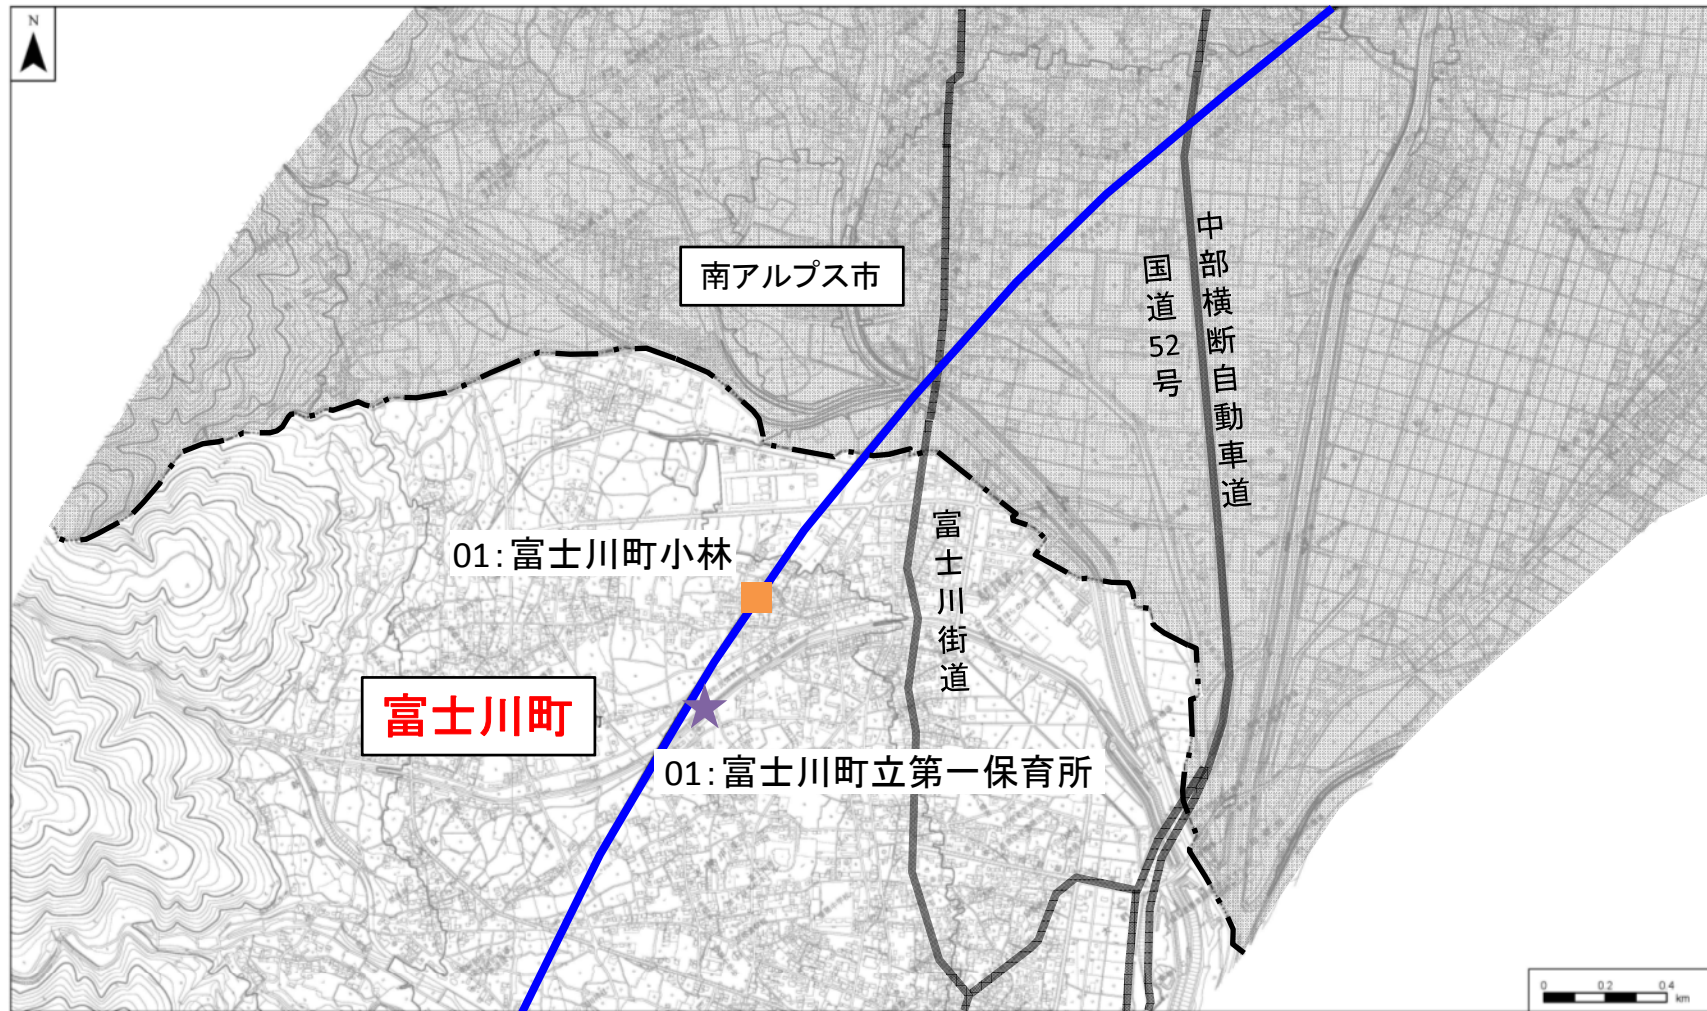 N
南アルプス市
中部横断自動車道
国道52号
01：富士川町小林
富士川街道
富士川町
01：富士川町立第一保育所
0 0.2 0.4
km